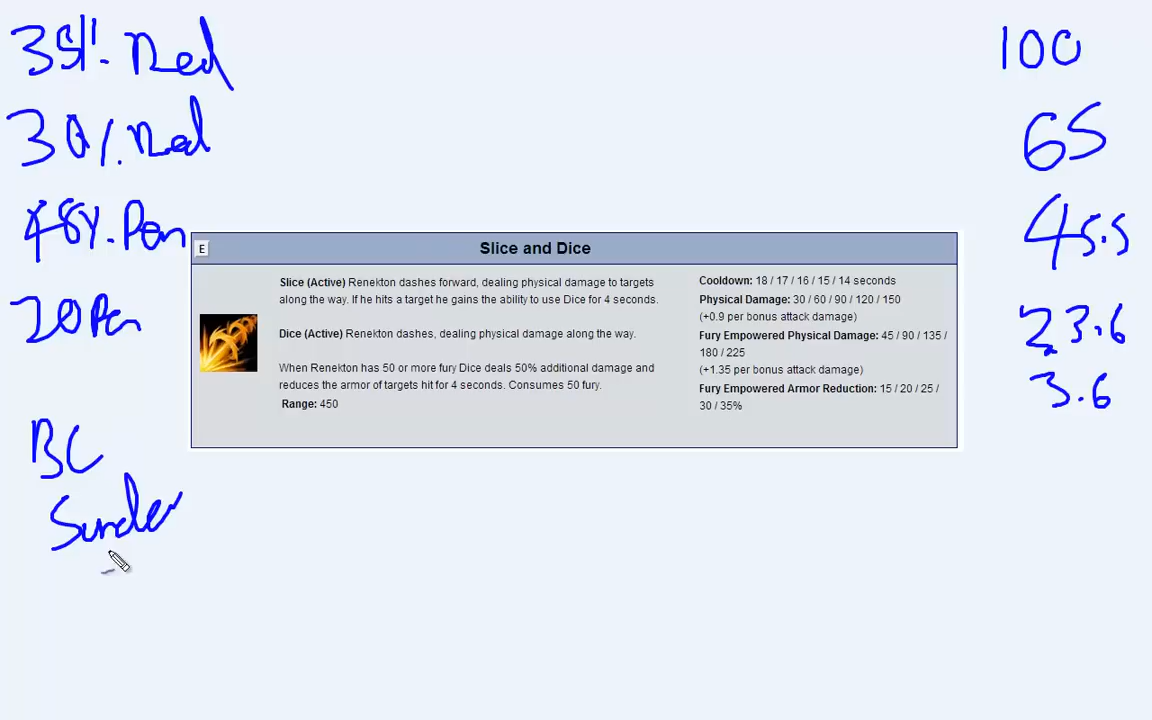 35%. Red
30%. Red
48%. Pen
20 Pen
BC
Sunder
100
65
45.5
23.6
3.6
E
Slice and Dice
Slice (Active) Renekton dashes forward, dealing physical damage to targets
along the way. If he hits a target he gains the ability to use Dice for 4 seconds.
Dice (Active) Renekton dashes, dealing physical damage along the way.
When Renekton has 50 or more fury Dice deals 50% additional damage and
reduces the armor of targets hit for 4 seconds. Consumes 50 fury.
Range: 450
Cooldown: 18 / 17 / 16 / 15 / 14 seconds
Physical Damage: 30 / 60 / 90 / 120 / 150
(+0.9 per bonus attack damage)
Fury Empowered Physical Damage: 45 / 90 / 135 /
180 / 225
(+1.35 per bonus attack damage)
Fury Empowered Armor Reduction: 15 / 20 / 25 /
30 / 35%